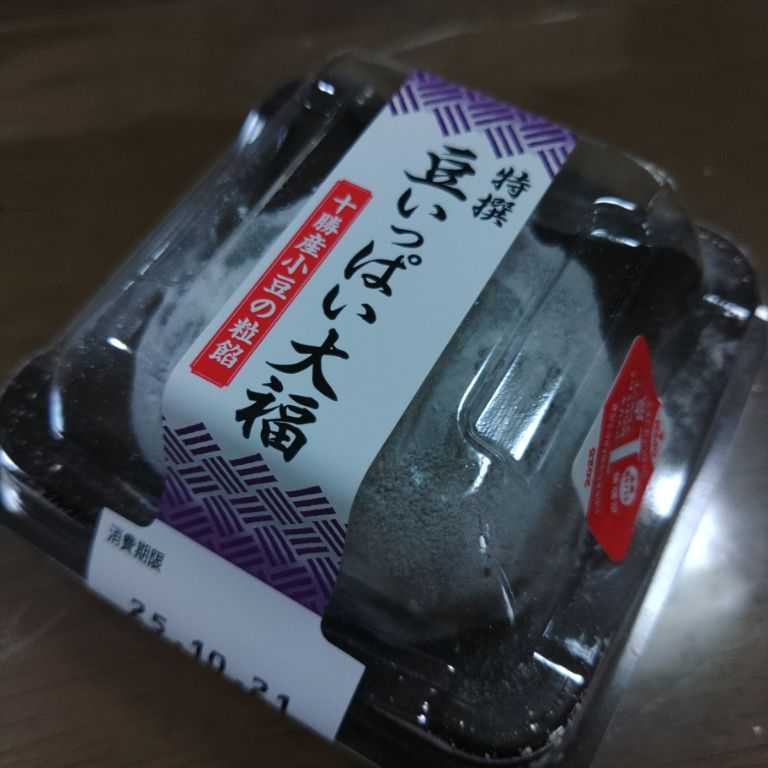 特撰
豆いっぱい大福
十勝産小豆の粒餡
消費期限
25.10.21